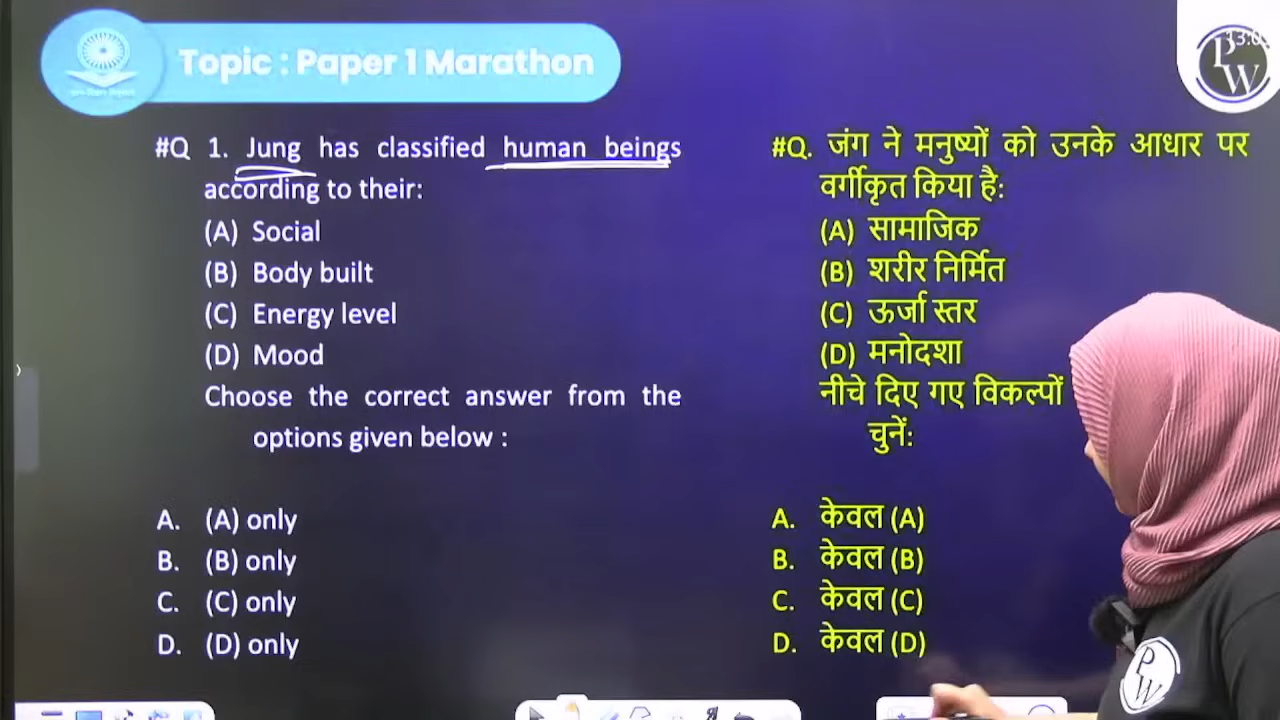 Topic : Paper 1 Marathon
#Q 1. Jung has classified human beings
according to their:
(A) Social
(B) Body built
(C) Energy level
(D) Mood
Choose the correct answer from the
options given below :
A. (A) only
B. (B) only
C. (C) only
D. (D) only
#Q. जंग ने मनुष्यों को उनके आधार पर
वर्गीकृत किया है:
(A) सामाजिक
(B) शरीर निर्मित
(C) ऊर्जा स्तर
(D) मनोदशा
नीचे दिए गए विकल्पों
चुनें:
A. केवल (A)
B. केवल (B)
C. केवल (C)
D. केवल (D)
PW
PW